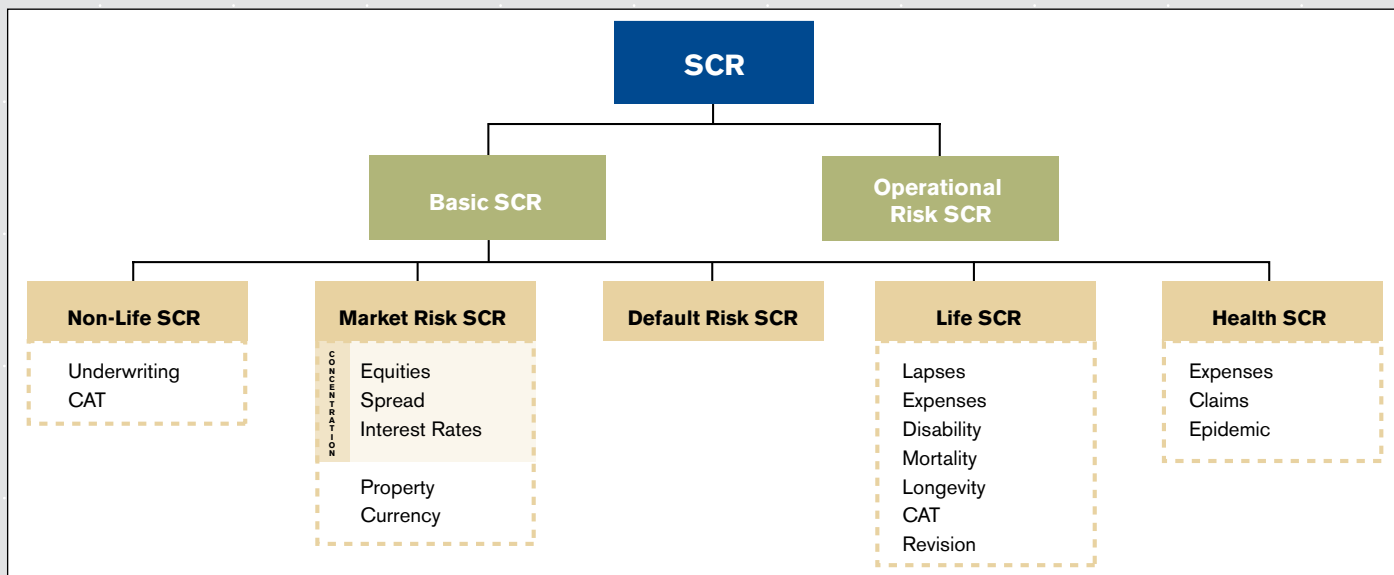 SCR
Basic SCR
Operational
Risk SCR
Non-Life SCR
Underwriting
CAT
Market Risk SCR
CONCENTRATION
Equities
Spread
Interest Rates
Property
Currency
Default Risk SCR
Life SCR
Lapses
Expenses
Disability
Mortality
Longevity
CAT
Revision
Health SCR
Expenses
Claims
Epidemic